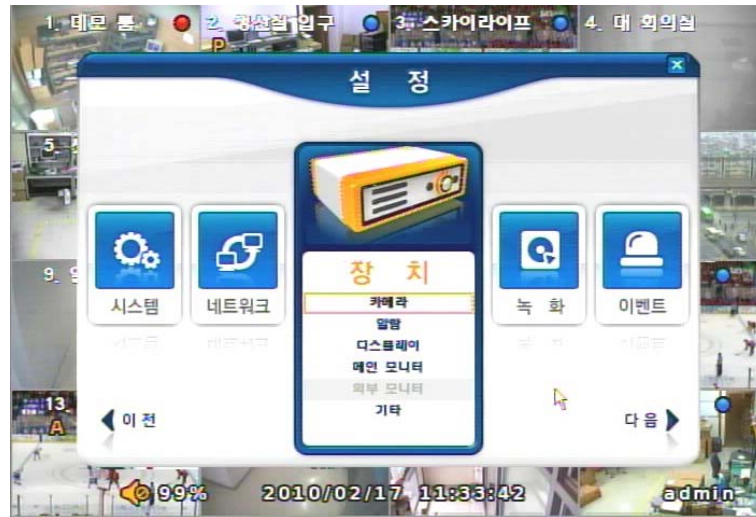 1. 데모 룸 2. 생산실 입구 3. 스카이라이프 4. 대 회의실
P
설 정
5.
시스템
네트워크
장 치
카메라
알람
디스플레이
메인 모니터
외부 모니터
기타
녹 화
이벤트
9.
13.
A
이 전
다 음
99% 2010/02/17 11:33:42 admin